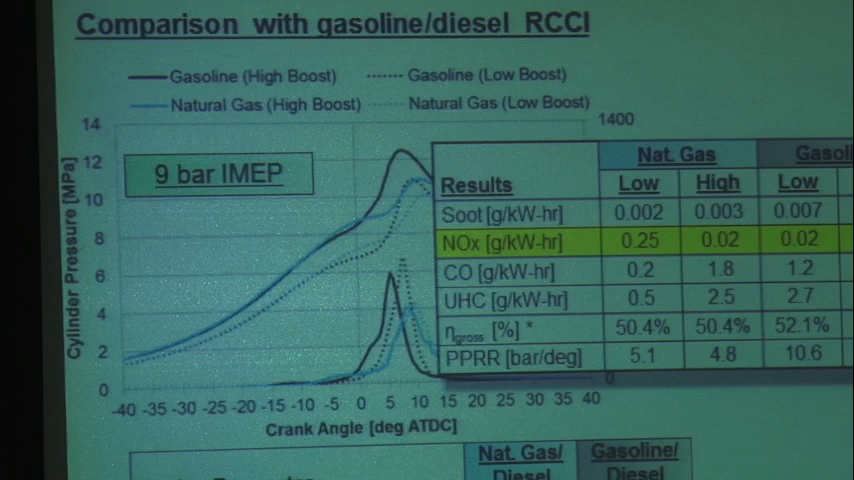 Comparison with gasoline/diesel RCCI
Gasoline (High Boost) Gasoline (Low Boost)
Natural Gas (High Boost) Natural Gas (Low Boost)
14 1400
12
10
8
6
4
2
0 0
Cylinder Pressure [MPa]
9 bar IMEP
-40 -35 -30 -25 -20 -15 -10 -5 0 5 10 15 20 25 30 35 40
Crank Angle [deg ATDC]
Nat. Gas Gasoli
Results Low High Low
Soot [g/kW-hr] 0.002 0.003 0.007
NOx [g/kW-hr] 0.25 0.02 0.02
CO [g/kW-hr] 0.2 1.8 1.2
UHC [g/kW-hr] 0.5 2.5 2.7
ηgross [%] * 50.4% 50.4% 52.1%
PPRR [bar/deg] 5.1 4.8 10.6
Nat. Gas/ Gasoline/
Diesel Diesel